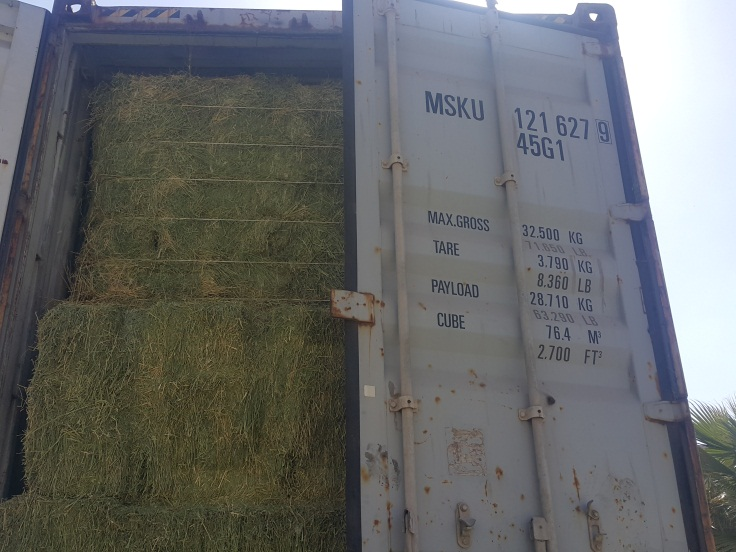 MSKU 121 627 9
45G1
MAX.GROSS 32.500 KG
71.650 LB.
TARE 3.790 KG
8.360 LB
PAYLOAD 28.710 KG
63.290 LB
CUBE 76.4 M³
2.700 FT³